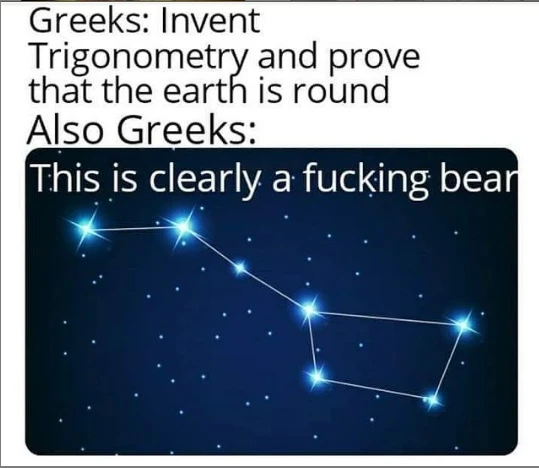 Greeks: Invent
Trigonometry and prove
that the earth is round
Also Greeks:
This is clearly a fucking bear